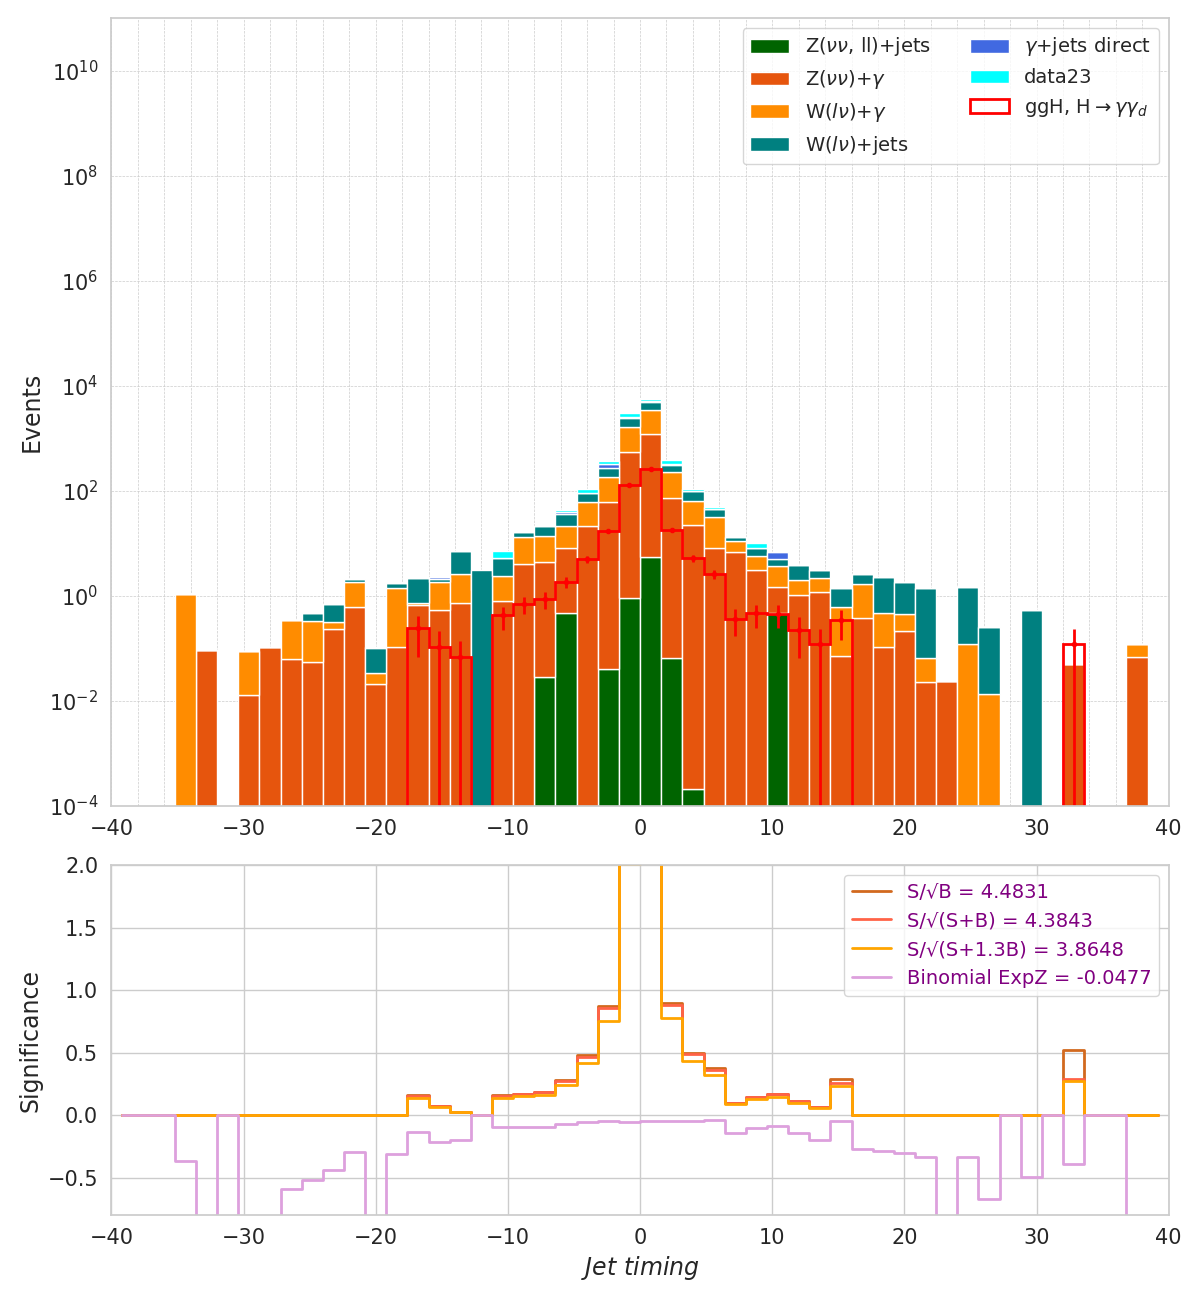 Z(νν, ll)+jets
Z(νν)+γ
W(lν)+γ
W(lν)+jets
γ+jets direct
data23
ggH, H→γγ_d
Events
10^10
10^8
10^6
10^4
10^2
10^0
10^−2
10^−4
−40 −30 −20 −10 0 10 20 30 40
S/√B = 4.4831
S/√(S+B) = 4.3843
S/√(S+1.3B) = 3.8648
Binomial ExpZ = -0.0477
Significance
2.0
1.5
1.0
0.5
0.0
−0.5
−40 −30 −20 −10 0 10 20 30 40
Jet timing